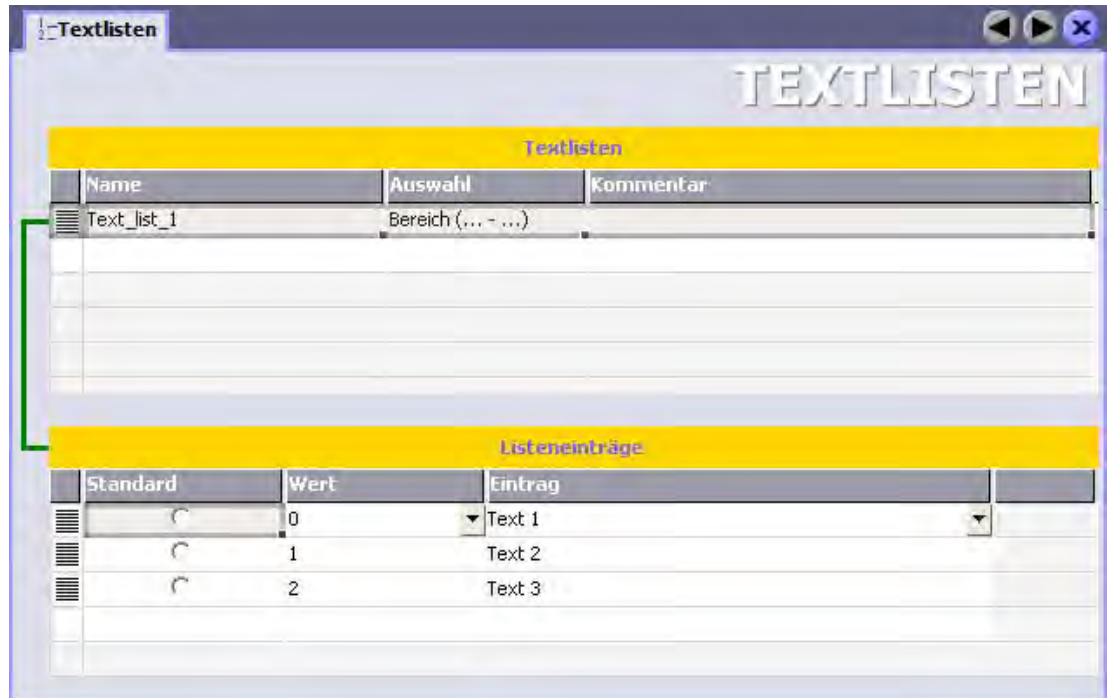 Textlisten
TEXTLISTEN
Textlisten
Name Auswahl Kommentar
Text_list_1 Bereich (... - ...)
Listeneinträge
Standard Wert Eintrag
0 Text 1
1 Text 2
2 Text 3